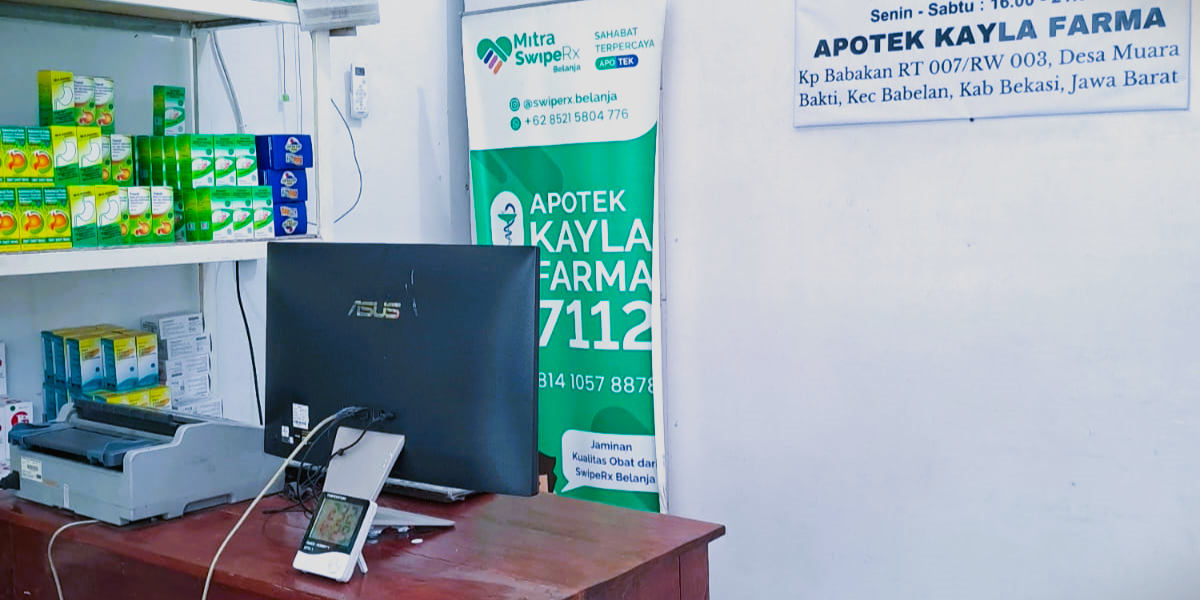 Mitra
SwipeRx
Belanja
SAHABAT
TERPERCAYA
APOTEK
@swiperx.belanja
+62 8521 5804 776
APOTEK
KAYLA
FARMA
7112
814 1057 8878
Jaminan
Kualitas Obat dari
SwipeRx Belanja
Senin - Sabtu : 16.00 -
APOTEK KAYLA FARMA
Kp Babakan RT 007/RW 003, Desa Muara
Bakti, Kec Babelan, Kab Bekasi, Jawa Barat
ASUS